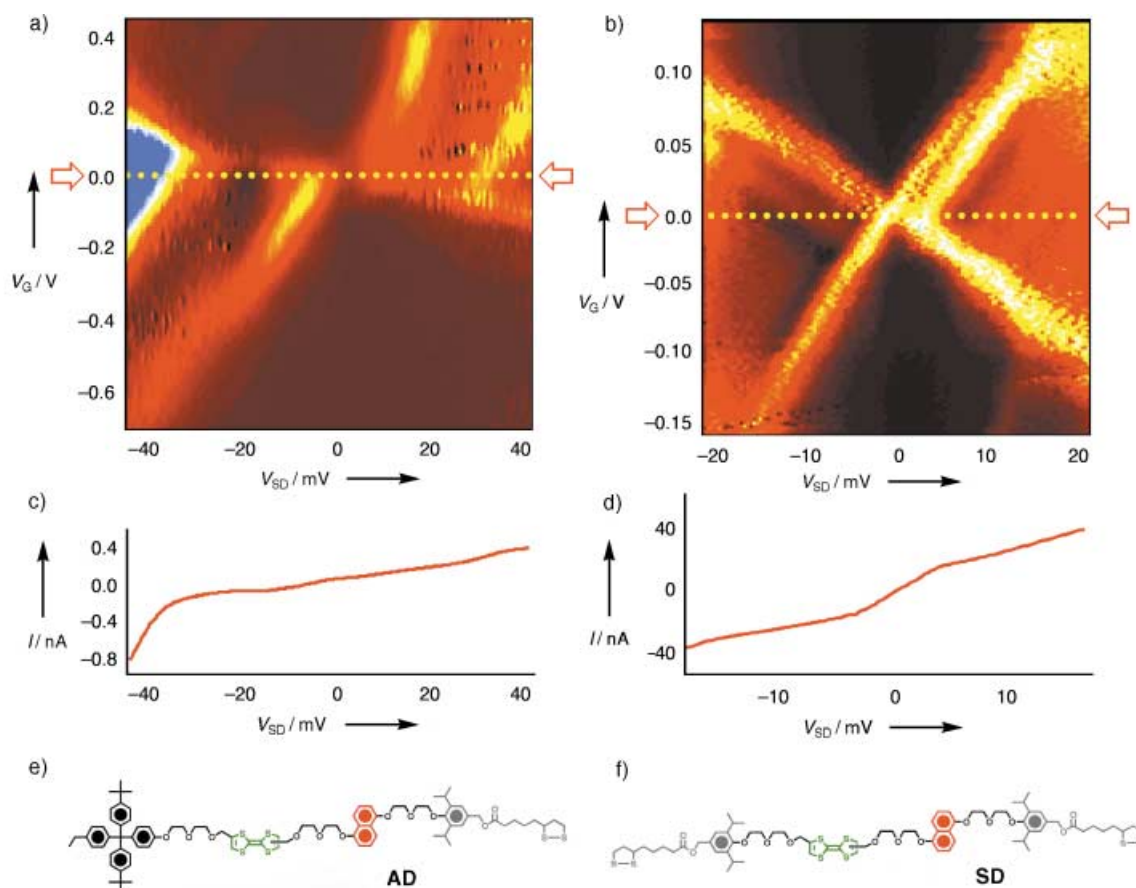 a)
0.4
0.2
0.0
−0.2
−0.4
−0.6
V_G / V
−40 −20 0 20 40
V_SD / mV
b)
0.10
0.05
0.0
−0.05
−0.10
−0.15
V_G / V
−20 −10 0 10 20
V_SD / mV
c)
0.4
0.0
−0.4
−0.8
I / nA
−40 −20 0 20 40
V_SD / mV
d)
40
0
−40
I / nA
−10 0 10
V_SD / mV
e)
O O O S S S S O O O O O O O O S S
AD
f)
S S O O O O O S S S S O O O O O O O O S S
SD